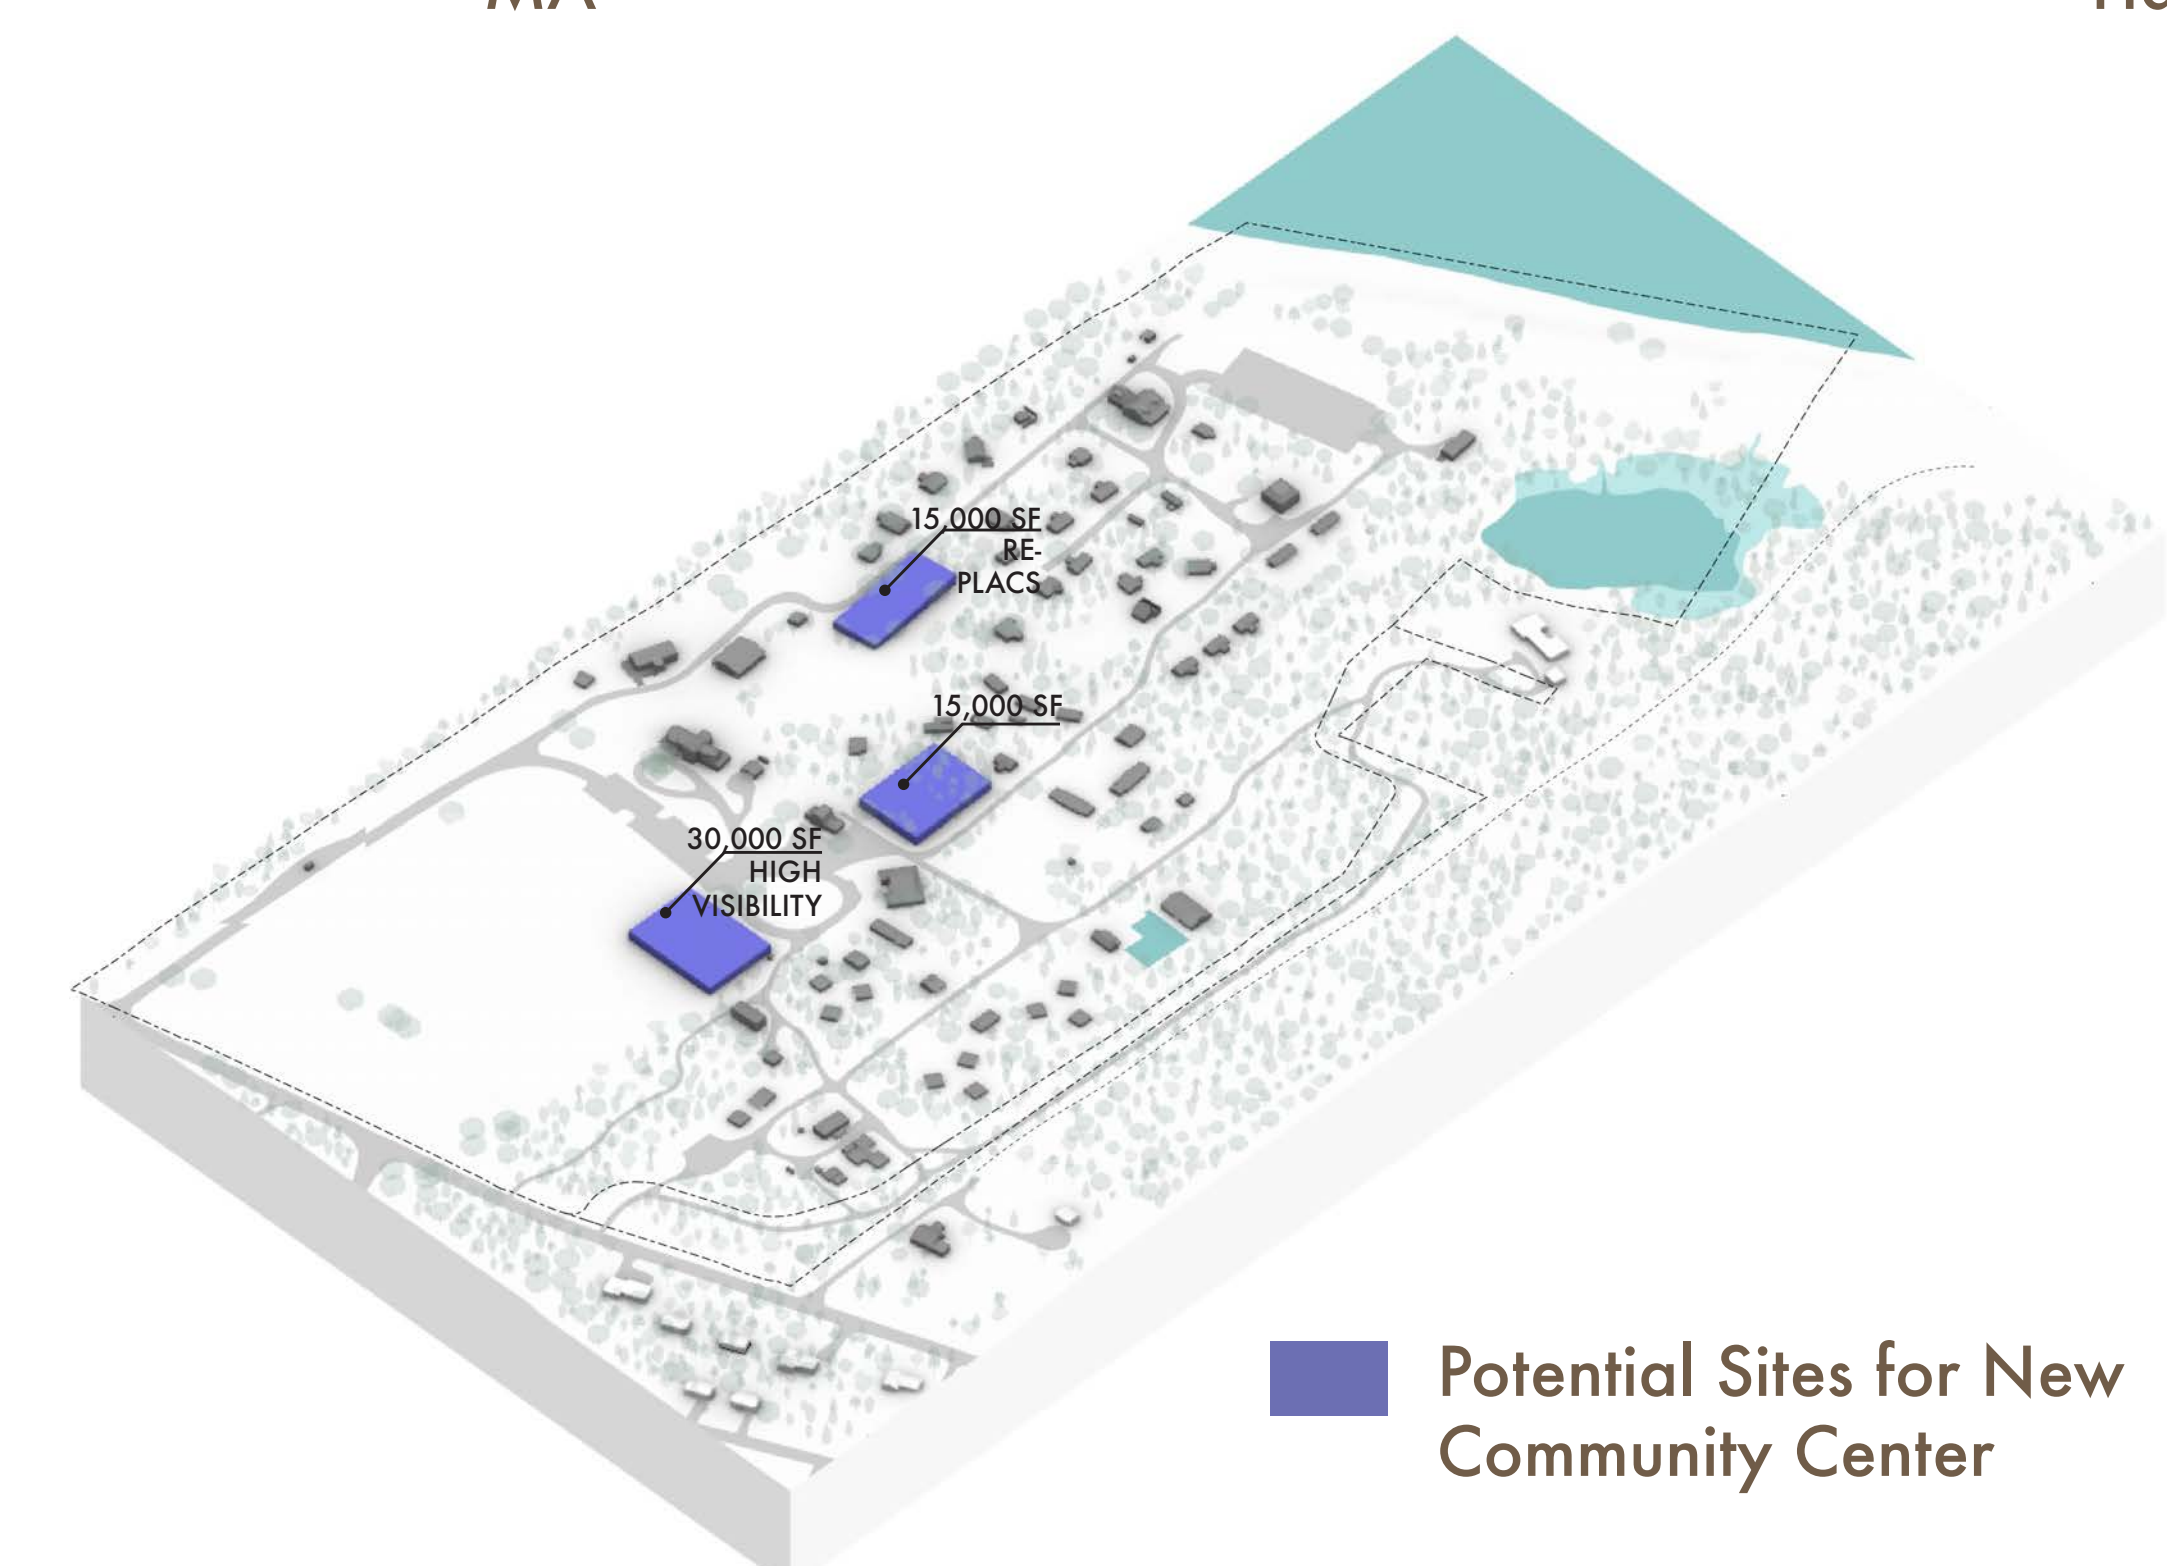 15,000 SF
RE-
PLACS
15,000 SF
30,000 SF
HIGH
VISIBILITY
Potential Sites for New
Community Center